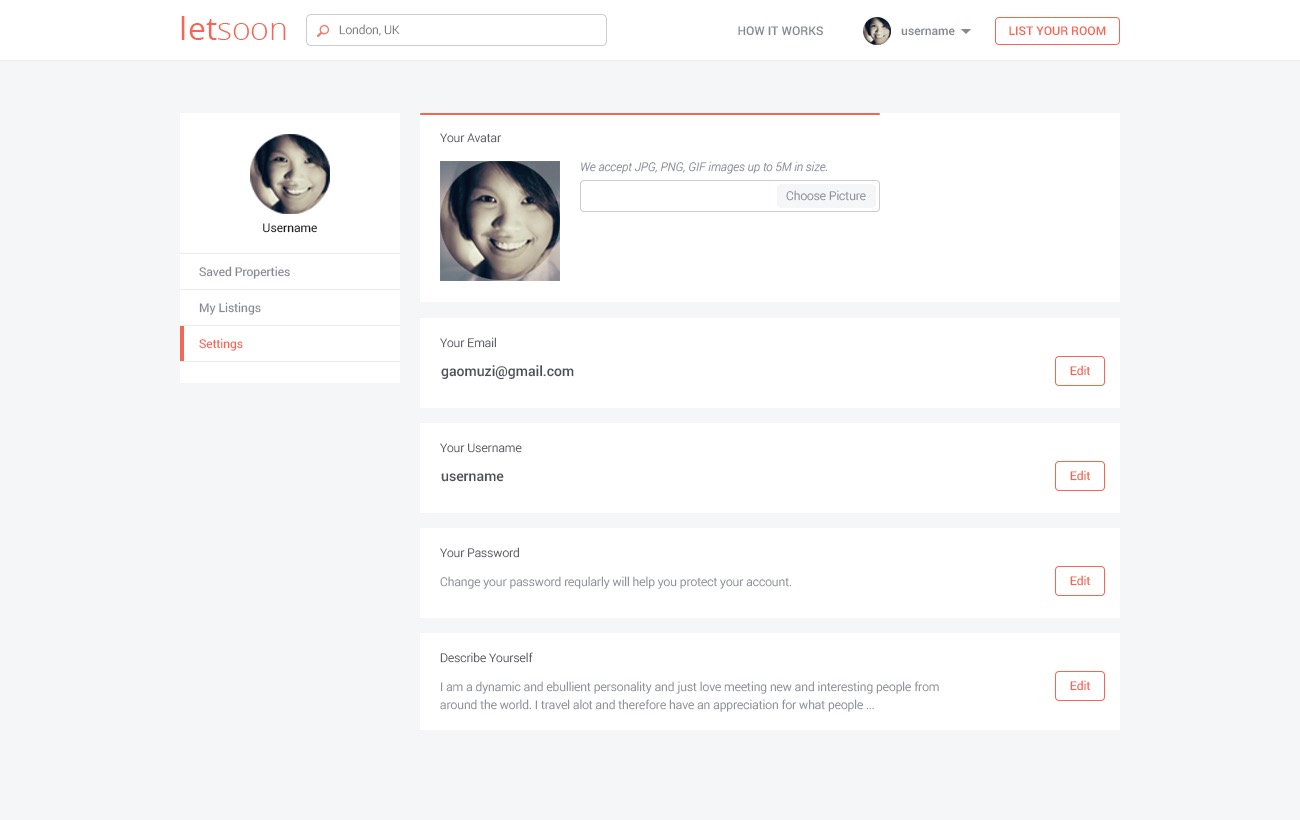 letsoon
London, UK
HOW IT WORKS
username
LIST YOUR ROOM
Username
Saved Properties
My Listings
Settings
Your Avatar
We accept JPG, PNG, GIF images up to 5M in size.
Choose Picture
Your Email
gaomuzi@gmail.com
Edit
Your Username
username
Edit
Your Password
Change your password reqularly will help you protect your account.
Edit
Describe Yourself
I am a dynamic and ebullient personality and just love meeting new and interesting people from
around the world. I travel alot and therefore have an appreciation for what people ...
Edit